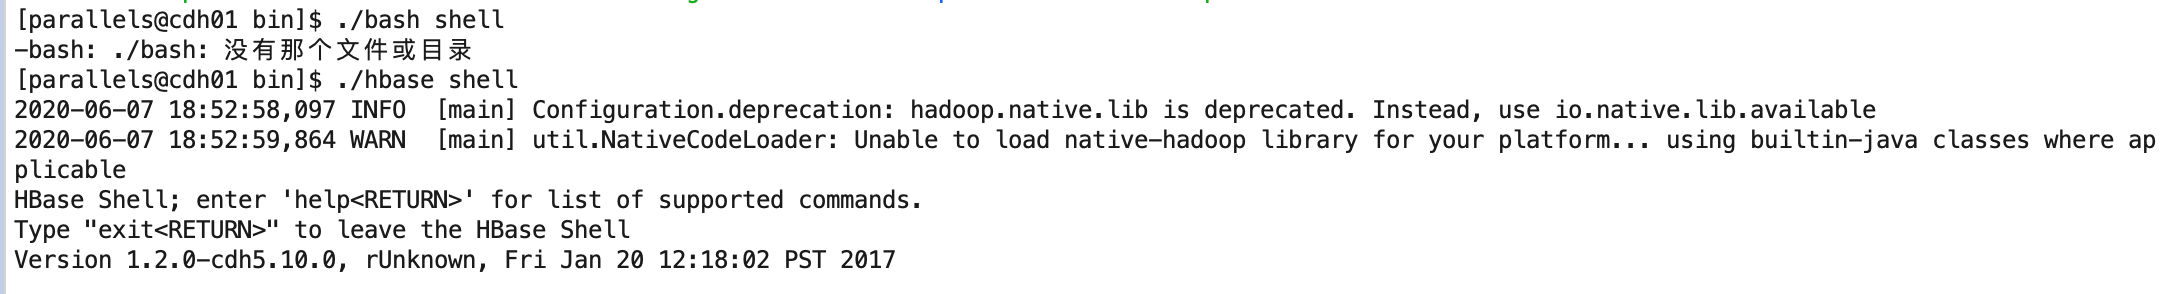 [parallels@cdh01 bin]$ ./bash shell
-bash: ./bash: 没有那个文件或目录
[parallels@cdh01 bin]$ ./hbase shell
2020-06-07 18:52:58,097 INFO  [main] Configuration.deprecation: hadoop.native.lib is deprecated. Instead, use io.native.lib.available
2020-06-07 18:52:59,864 WARN  [main] util.NativeCodeLoader: Unable to load native-hadoop library for your platform... using builtin-java classes where ap
plicable
HBase Shell; enter 'help<RETURN>' for list of supported commands.
Type "exit<RETURN>" to leave the HBase Shell
Version 1.2.0-cdh5.10.0, rUnknown, Fri Jan 20 12:18:02 PST 2017